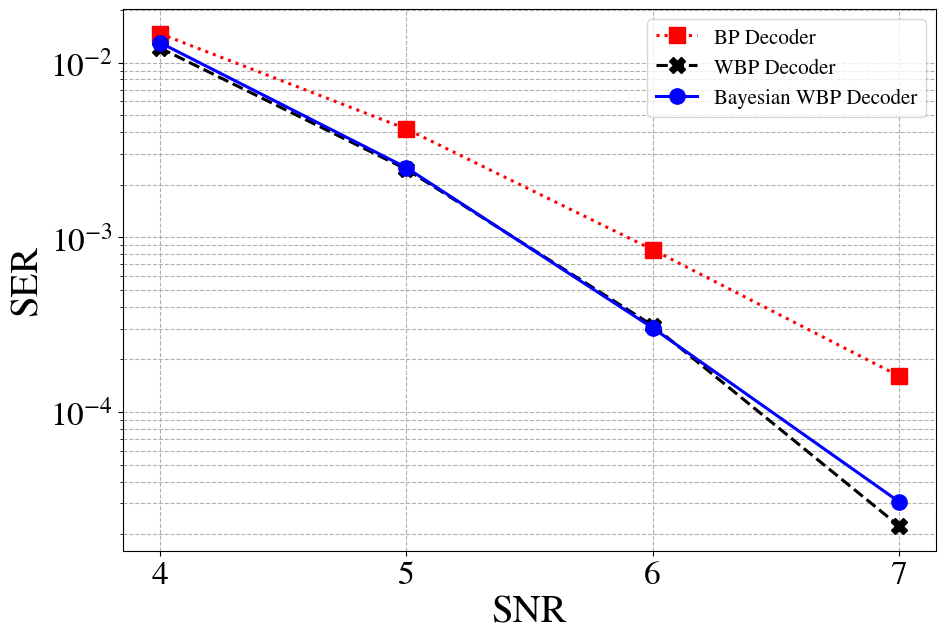 BP Decoder
WBP Decoder
Bayesian WBP Decoder
10⁻²
10⁻³
10⁻⁴
SER
4 5 6 7
SNR